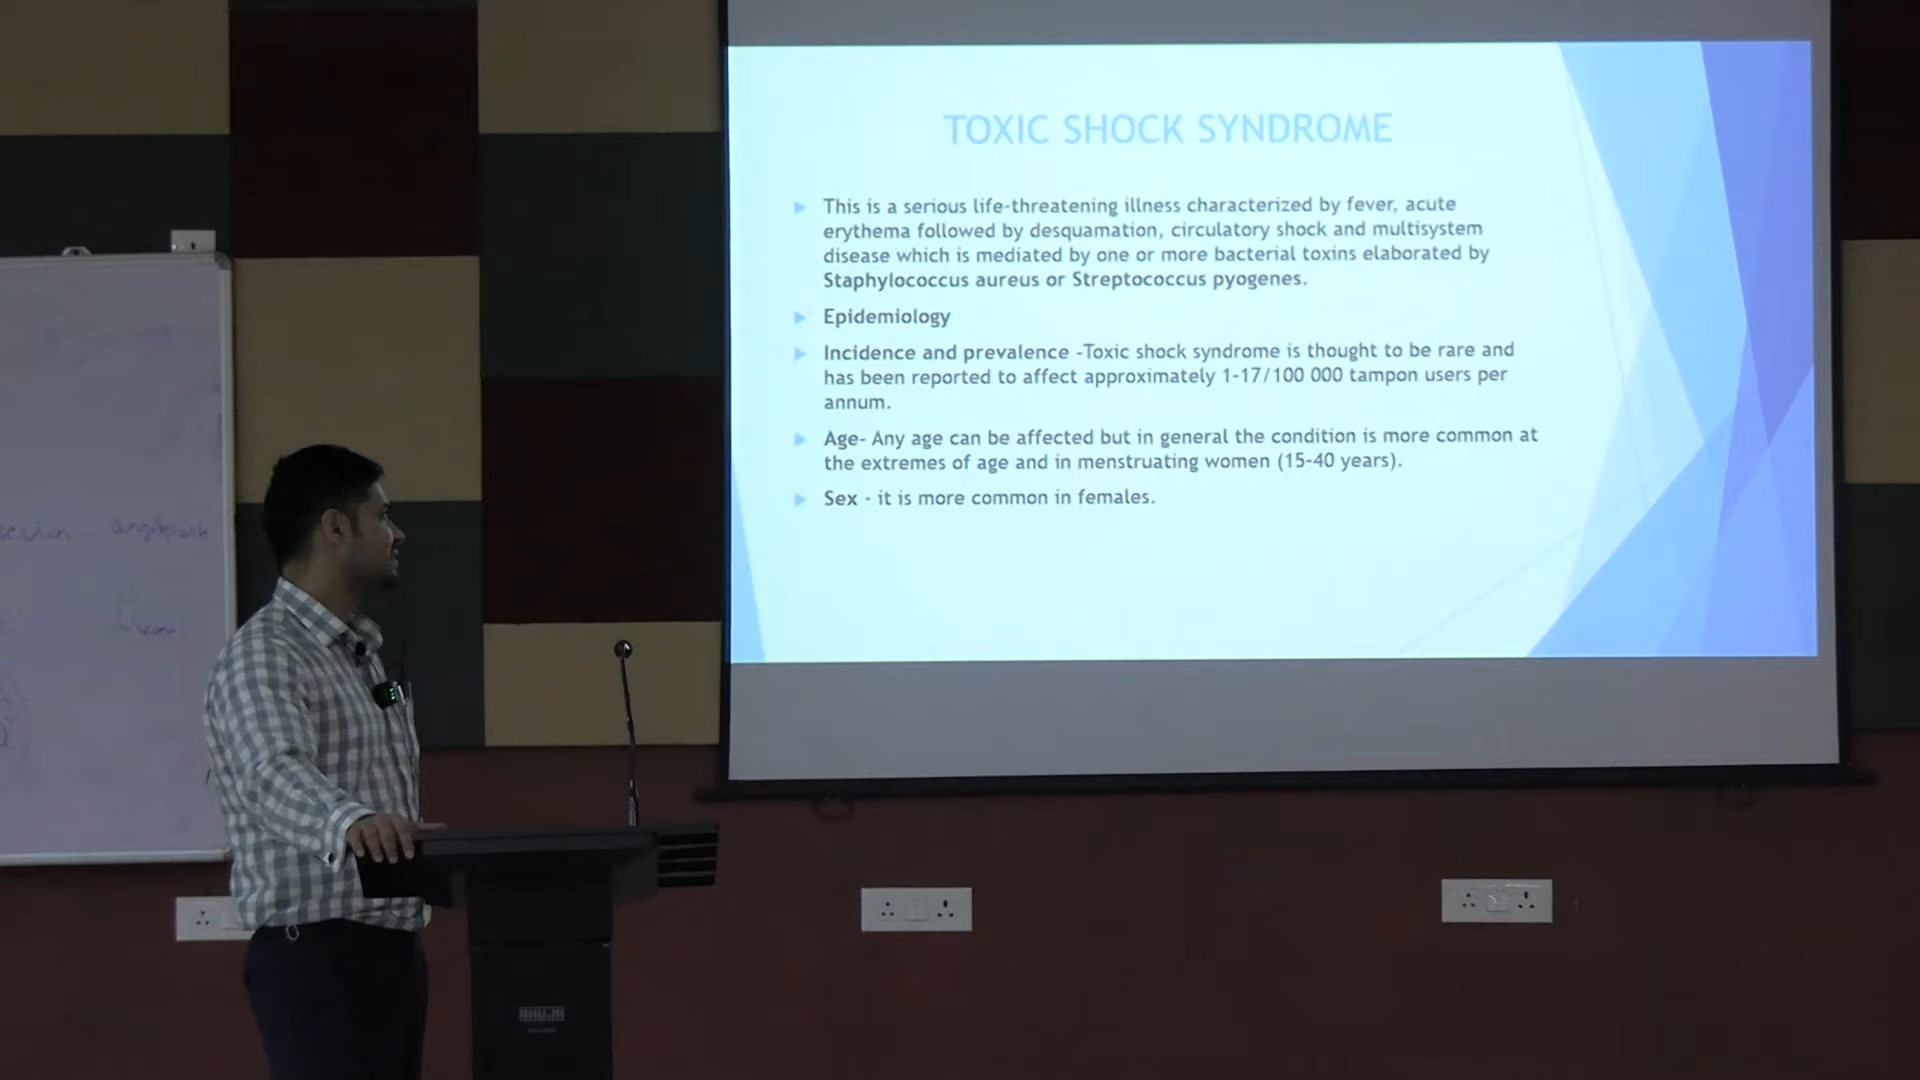 TOXIC SHOCK SYNDROME
This is a serious life-threatening illness characterized by fever, acute
erythema followed by desquamation, circulatory shock and multisystem
disease which is mediated by one or more bacterial toxins elaborated by
Staphylococcus aureus or Streptococcus pyogenes.
Epidemiology
Incidence and prevalence -Toxic shock syndrome is thought to be rare and
has been reported to affect approximately 1-17/100 000 tampon users per
annum.
Age- Any age can be affected but in general the condition is more common at
the extremes of age and in menstruating women (15-40 years).
Sex - it is more common in females.
AHUJA